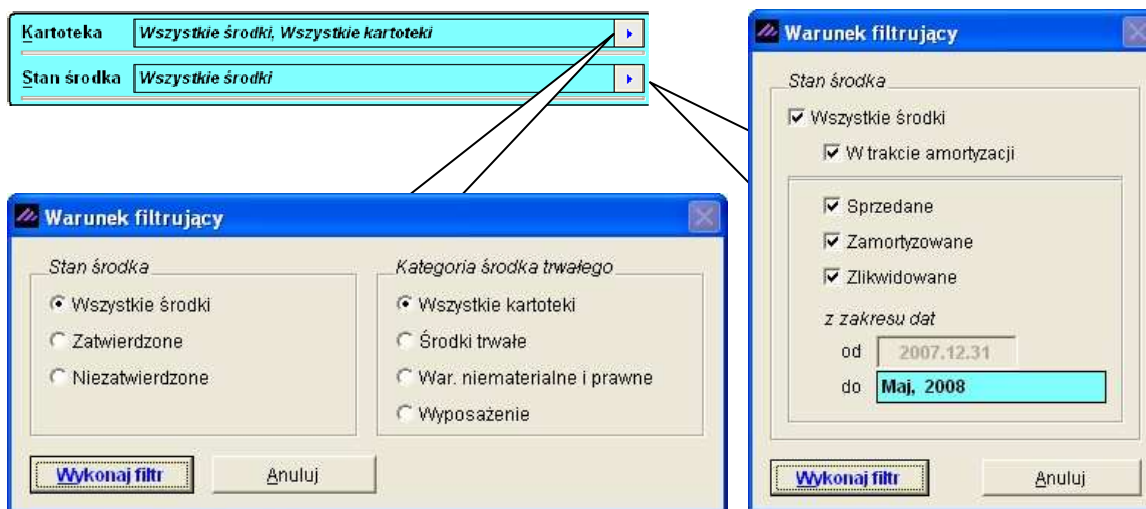 Kartoteka Wszystkie środki, Wszystkie kartoteki
Stan środka Wszystkie środki
Warunek filtrujący
Stan środka
Wszystkie środki
Zatwierdzone
Niezatwierdzone
Kategoria środka trwałego
Wszystkie kartoteki
Środki trwałe
War. niematerialne i prawne
Wyposażenie
Wykonaj filtr Anuluj
Warunek filtrujący
Stan środka
Wszystkie środki
W trakcie amortyzacji
Sprzedane
Zamortyzowane
Zlikwidowane
z zakresu dat
od 2007.12.31
do Maj, 2008
Wykonaj filtr Anuluj